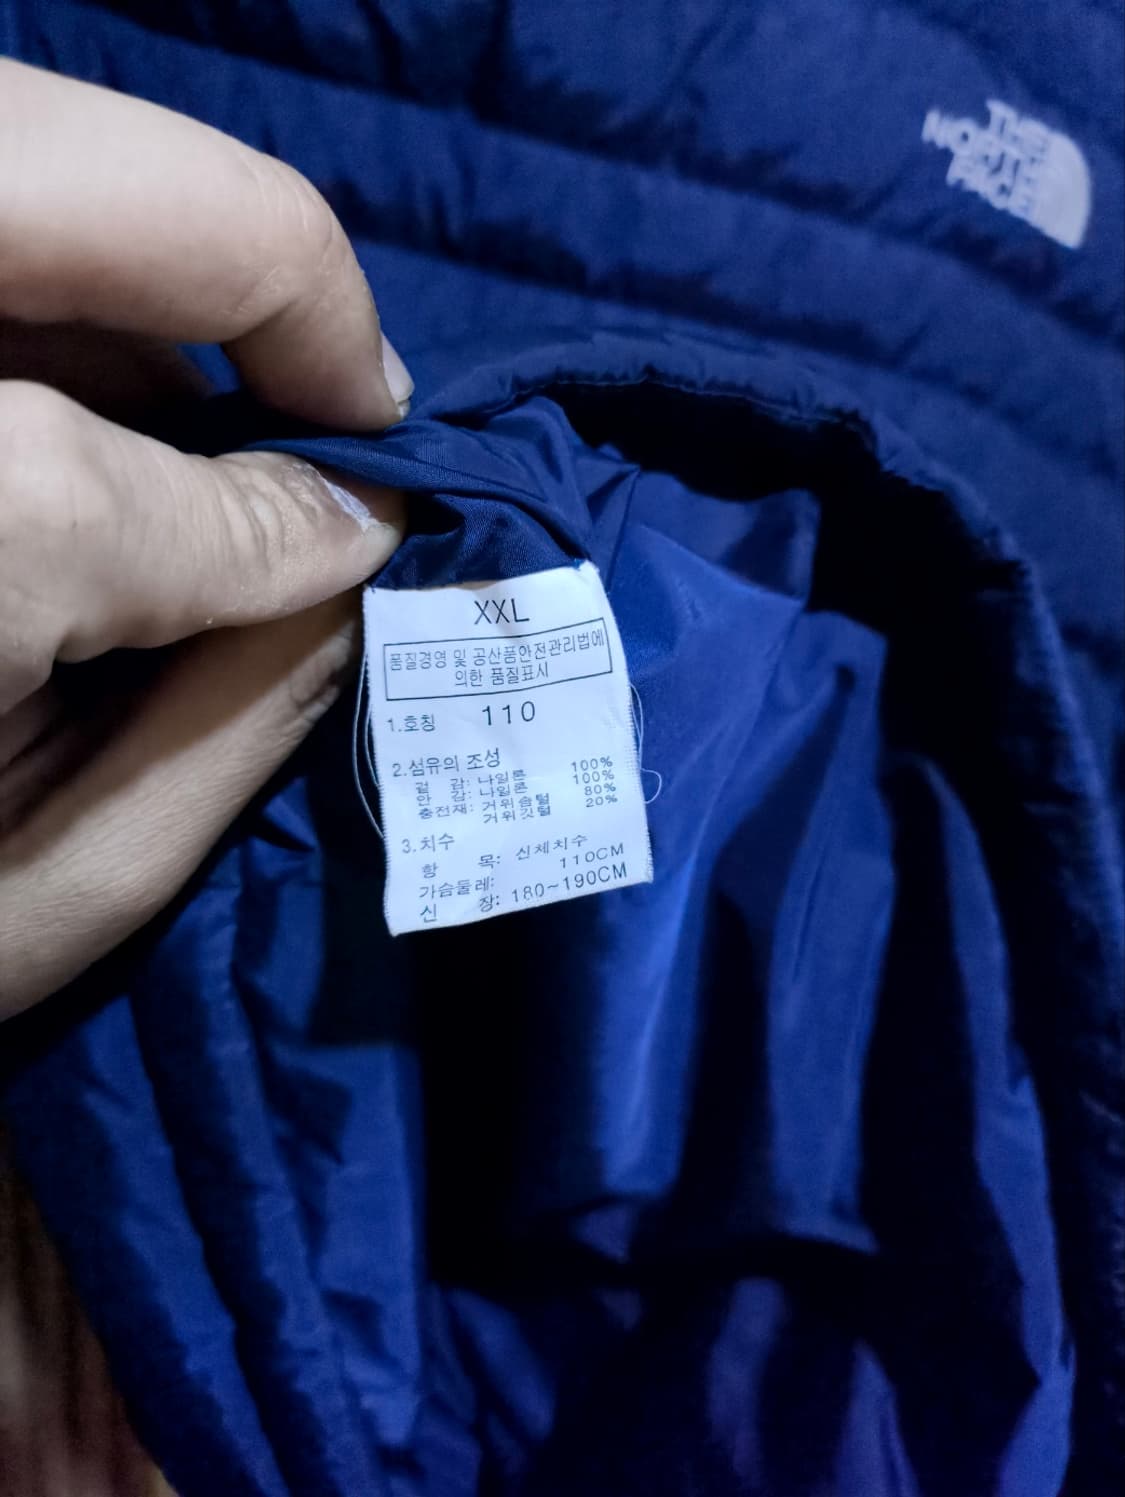 THE
NORTH
FACE
XXL
품질경영 및 공산품안전관리법에
의한 품질표시
1.호칭 110
2.섬유의 조성
겉 감: 나일론 100%
안 감: 나일론 100%
충전재: 거위솜털 80%
거위깃털 20%
3.치수
항 목: 신체치수
가슴둘레: 110CM
신 장: 180~190CM